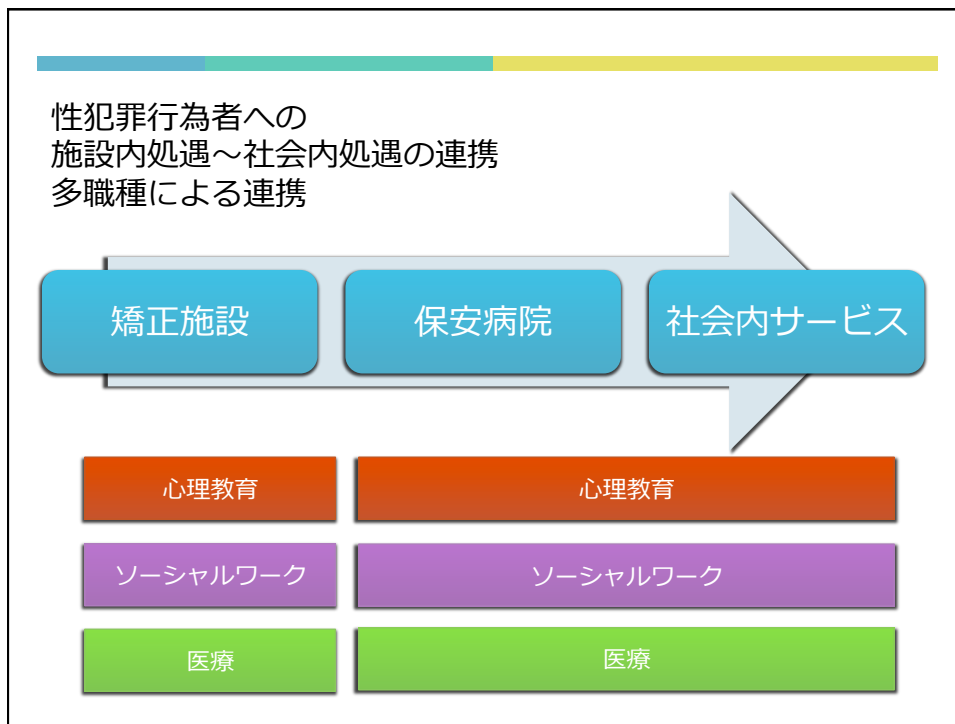 性犯罪行為者への
施設内処遇～社会内処遇の連携
多職種による連携
矯正施設
保安病院
社会内サービス
心理教育
心理教育
ソーシャルワーク
ソーシャルワーク
医療
医療